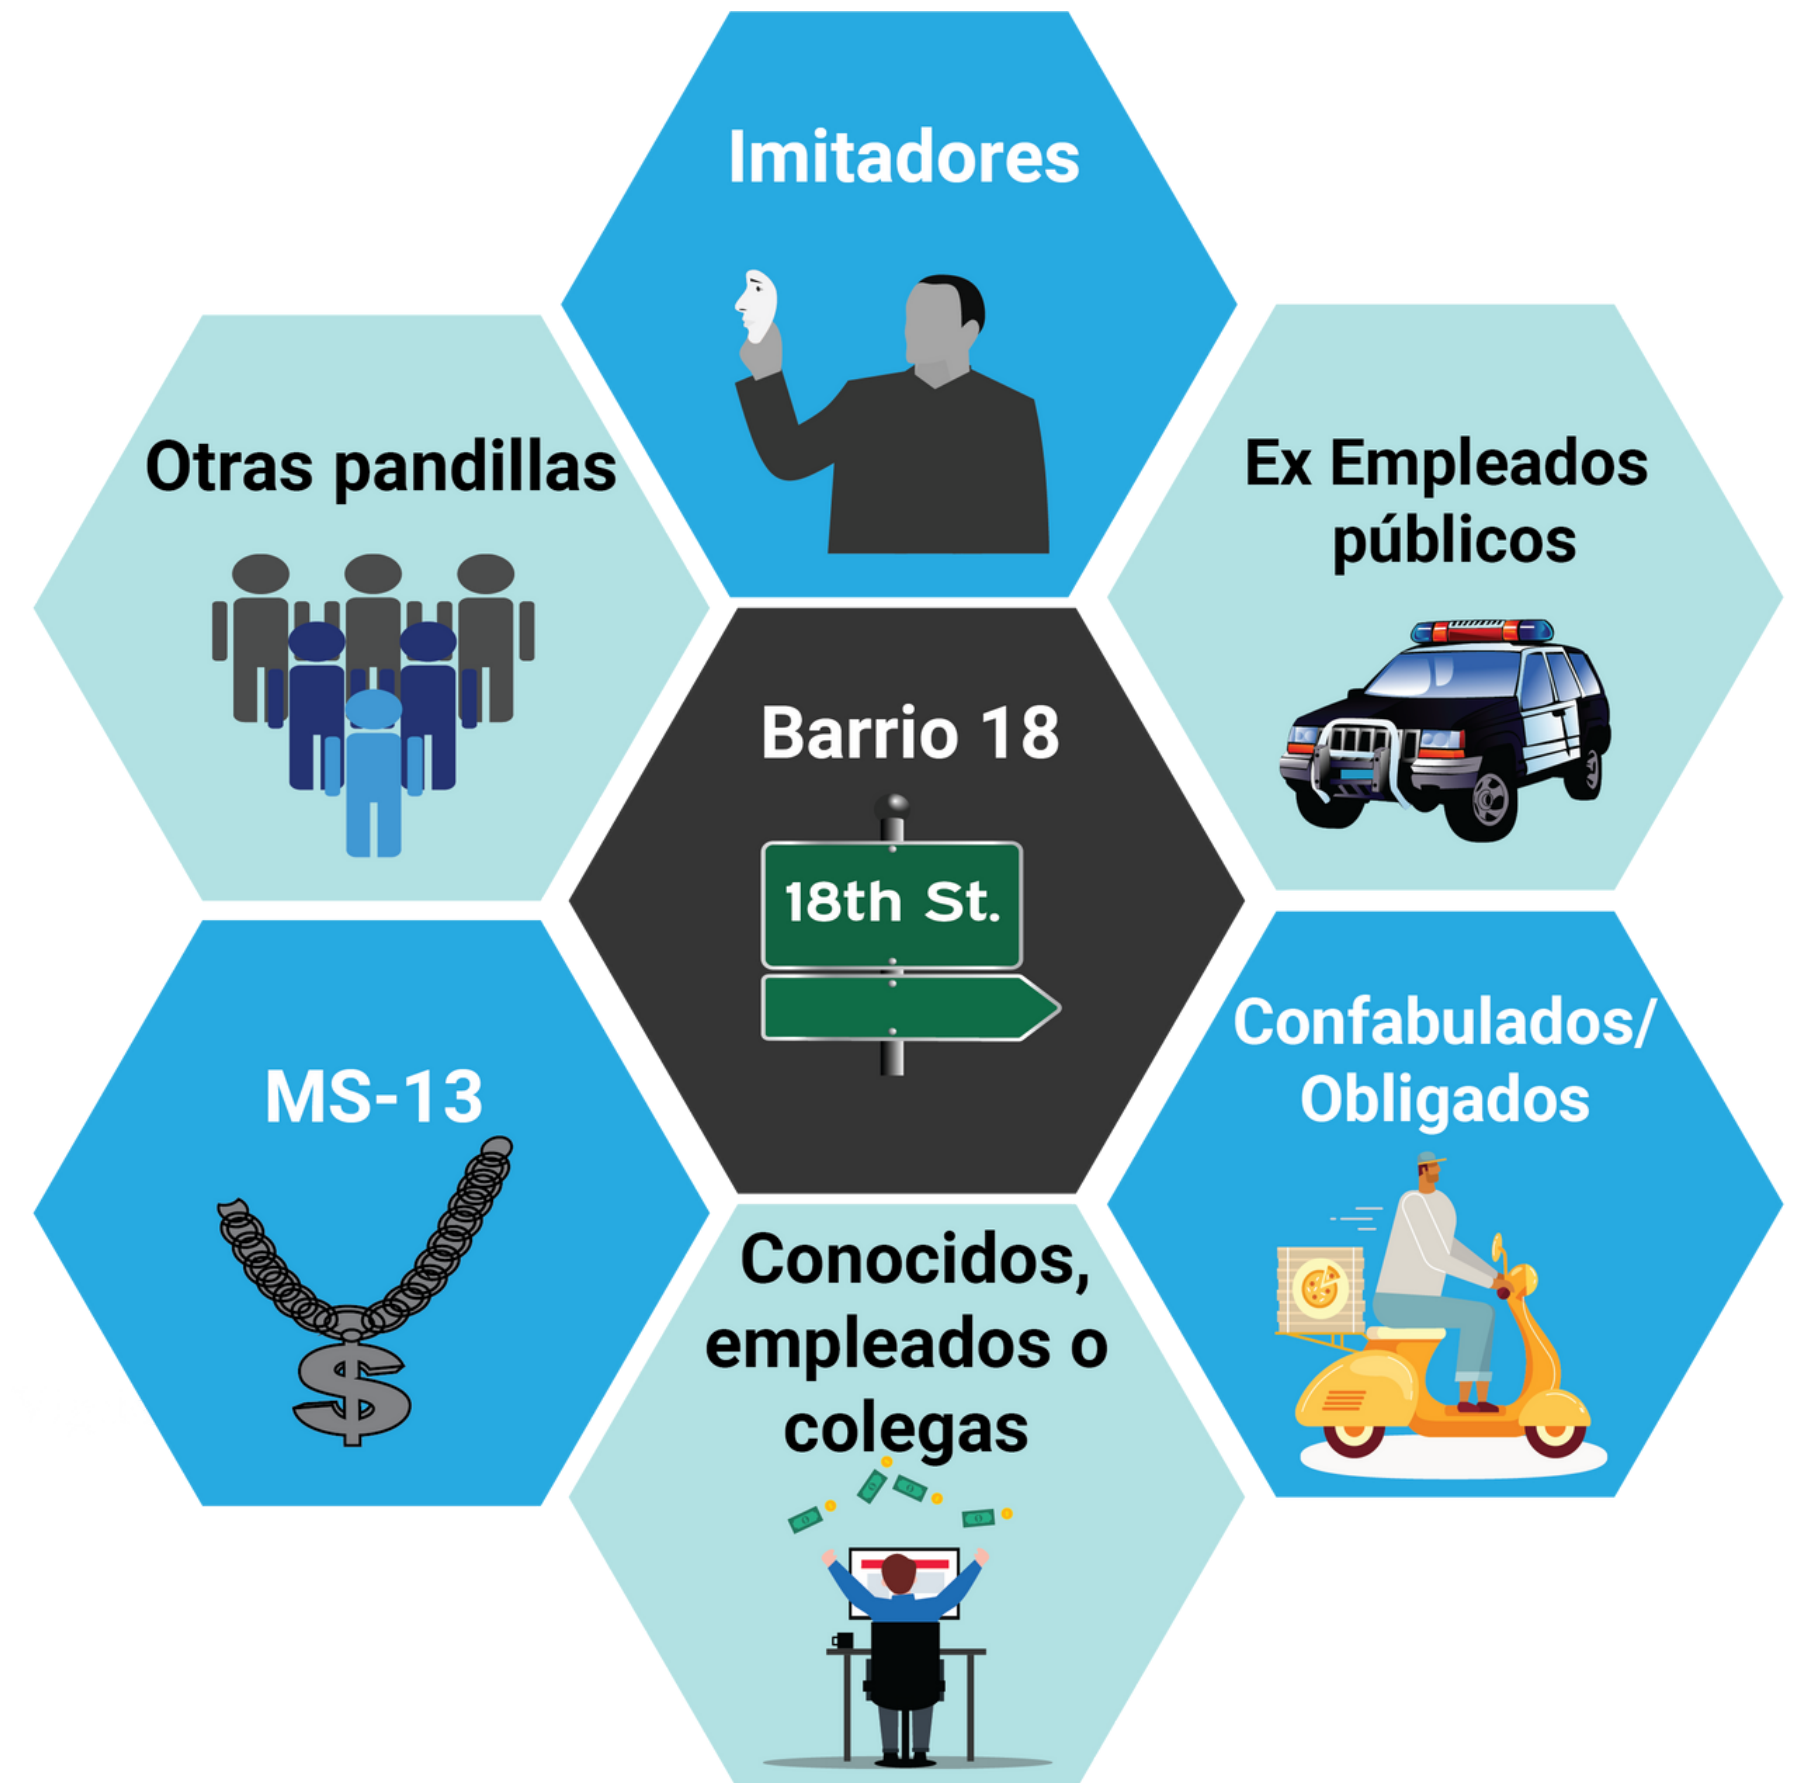 Imitadores
Otras pandillas
Ex Empleados
públicos
Barrio 18
18th St.
MS-13
Confabulados/
Obligados
Conocidos,
empleados o
colegas